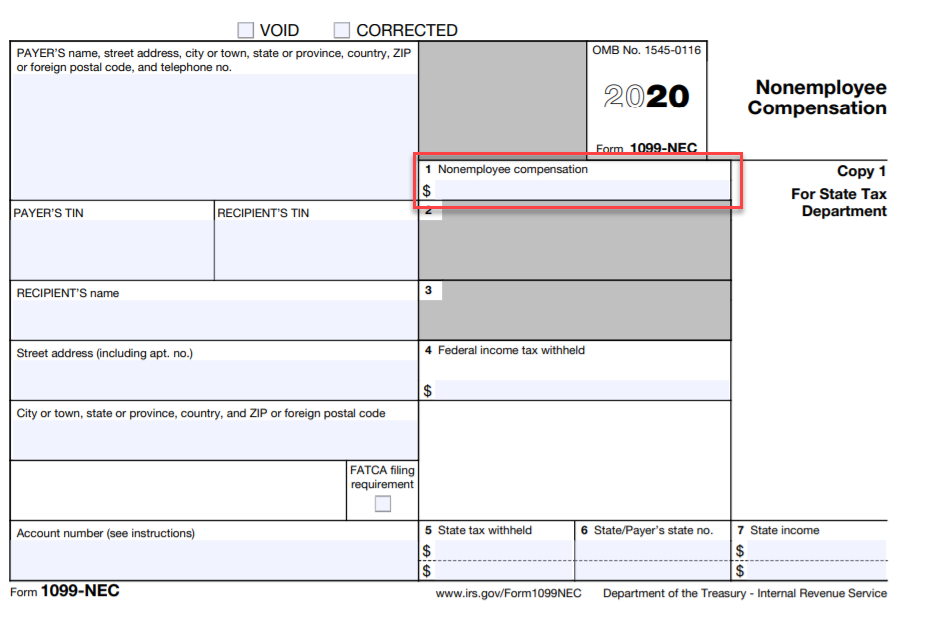 VOID CORRECTED
PAYER'S name, street address, city or town, state or province, country, ZIP
or foreign postal code, and telephone no.
OMB No. 1545-0116
2020
Form 1099-NEC
Nonemployee
Compensation
1 Nonemployee compensation
$
Copy 1
For State Tax
Department
PAYER'S TIN
RECIPIENT'S TIN
2
RECIPIENT'S name
3
Street address (including apt. no.)
4 Federal income tax withheld
$
City or town, state or province, country, and ZIP or foreign postal code
FATCA filing
requirement
Account number (see instructions)
5 State tax withheld
$
$
6 State/Payer's state no.
7 State income
$
$
Form 1099-NEC
www.irs.gov/Form1099NEC
Department of the Treasury - Internal Revenue Service